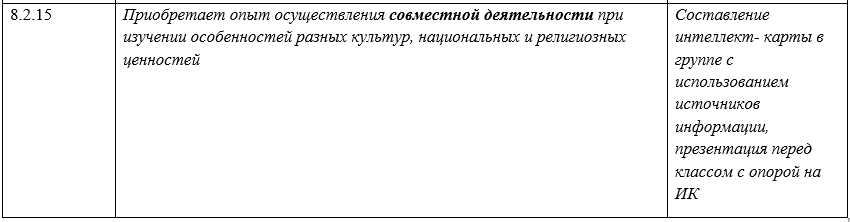 8.2.15
Приобретает опыт осуществления совместной деятельности при
изучении особенностей разных культур, национальных и религиозных
ценностей
Составление
интеллект- карты в
группе с
использованием
источников
информации,
презентация перед
классом с опорой на
ИК